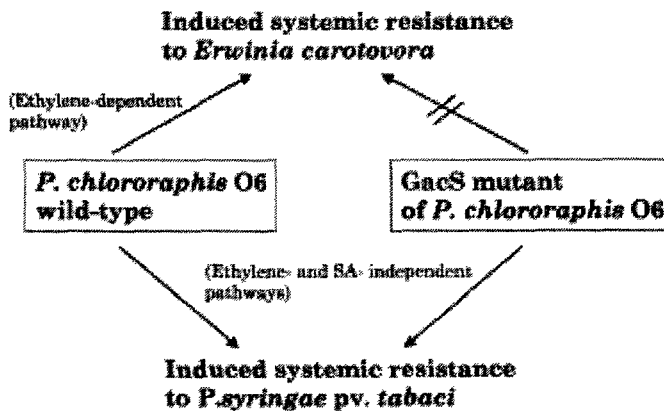 Induced systemic resistance
to Erwinia carotovora
(Ethylene-dependent
pathway)
P. chlororaphis O6
wild-type
GacS mutant
of P. chlororaphis O6
(Ethylene- and SA- independent
pathways)
Induced systemic resistance
to P.syringae pv. tabaci